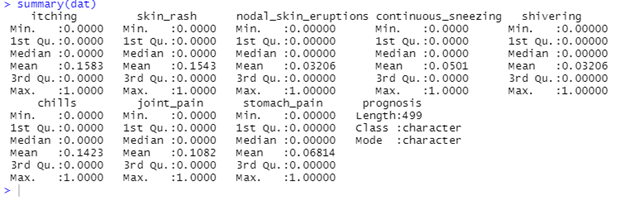 > summary(dat)
itching skin_rash nodal_skin_eruptions continuous_sneezing shivering
Min. :0.0000 Min. :0.0000 Min. :0.00000 Min. :0.0000 Min. :0.00000
1st Qu.:0.0000 1st Qu.:0.0000 1st Qu.:0.00000 1st Qu.:0.0000 1st Qu.:0.00000
Median :0.0000 Median :0.0000 Median :0.00000 Median :0.0000 Median :0.00000
Mean :0.1583 Mean :0.1543 Mean :0.03206 Mean :0.0501 Mean :0.03206
3rd Qu.:0.0000 3rd Qu.:0.0000 3rd Qu.:0.00000 3rd Qu.:0.0000 3rd Qu.:0.00000
Max. :1.0000 Max. :1.0000 Max. :1.00000 Max. :1.0000 Max. :1.00000
chills joint_pain stomach_pain prognosis
Min. :0.0000 Min. :0.0000 Min. :0.00000 Length:499
1st Qu.:0.0000 1st Qu.:0.0000 1st Qu.:0.00000 Class :character
Median :0.0000 Median :0.0000 Median :0.00000 Mode :character
Mean :0.1423 Mean :0.1082 Mean :0.06814
3rd Qu.:0.0000 3rd Qu.:0.0000 3rd Qu.:0.00000
Max. :1.0000 Max. :1.0000 Max. :1.00000
>